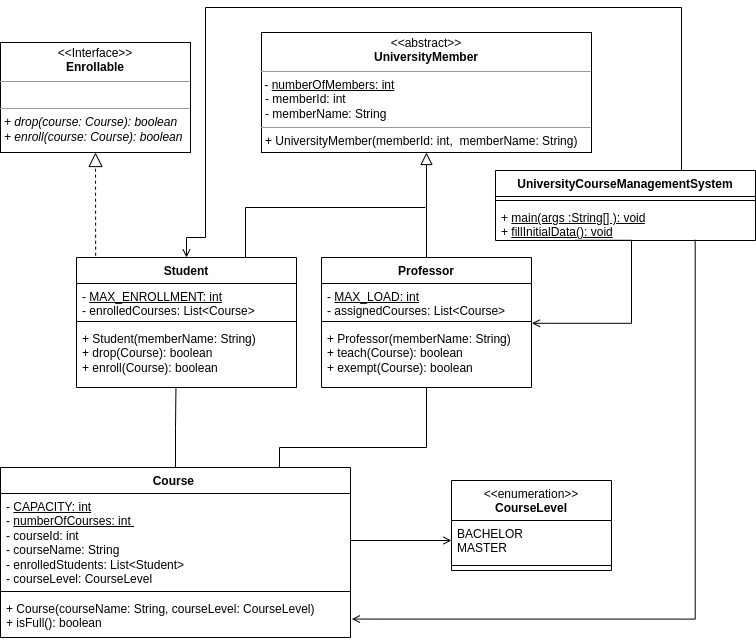 <<Interface>>
Enrollable
+ drop(course: Course): boolean
+ enroll(course: Course): boolean
<<abstract>>
UniversityMember
- numberOfMembers: int
- memberId: int
- memberName: String
+ UniversityMember(memberId: int, memberName: String)
UniversityCourseManagementSystem
+ main(args :String[] ): void
+ fillInitialData(): void
Student
- MAX_ENROLLMENT: int
- enrolledCourses: List<Course>
+ Student(memberName: String)
+ drop(Course): boolean
+ enroll(Course): boolean
Professor
- MAX_LOAD: int
- assignedCourses: List<Course>
+ Professor(memberName: String)
+ teach(Course): boolean
+ exempt(Course): boolean
Course
- CAPACITY: int
- numberOfCourses: int
- courseId: int
- courseName: String
- enrolledStudents: List<Student>
- courseLevel: CourseLevel
+ Course(courseName: String, courseLevel: CourseLevel)
+ isFull(): boolean
<<enumeration>>
CourseLevel
BACHELOR
MASTER